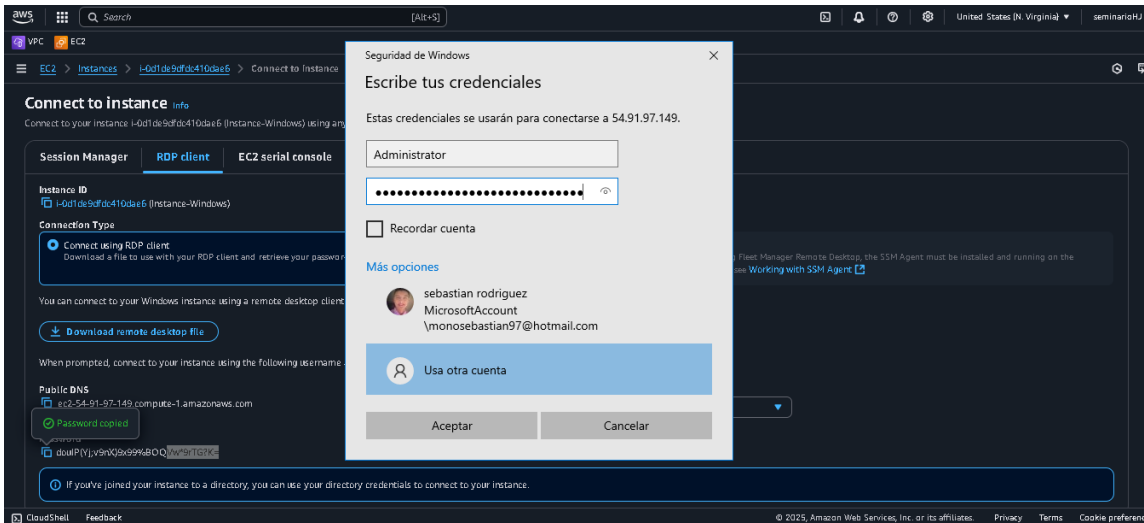 aws Search [Alt+S] United States (N. Virginia) seminarioHJ
VPC EC2
EC2 > Instances > i-0d1de9dfdc410dae6 > Connect to instance
Connect to instance Info
Connect to your instance i-0d1de9dfdc410dae6 (Instance-Windows) using any
Session Manager RDP client EC2 serial console
Instance ID
i-0d1de9dfdc410dae6 (Instance-Windows)
Connection Type
Connect using RDP client
Download a file to use with your RDP client and retrieve your passwor
Fleet Manager Remote Desktop, the SSM Agent must be installed and running on the
see Working with SSM Agent
You can connect to your Windows instance using a remote desktop client
Download remote desktop file
When prompted, connect to your instance using the following username
Public DNS
ec2-54-91-97-149.compute-1.amazonaws.com
Password copied
douIP(Yj;v9nX)9x99%BOQ
If you've joined your instance to a directory, you can use your directory credentials to connect to your instance.
CloudShell Feedback © 2025, Amazon Web Services, Inc. or its affiliates. Privacy Terms Cookie preferen
Seguridad de Windows
Escribe tus credenciales
Estas credenciales se usarán para conectarse a 54.91.97.149.
Administrator
Recordar cuenta
Más opciones
sebastian rodriguez
MicrosoftAccount
\monosebastian97@hotmail.com
Usa otra cuenta
Aceptar Cancelar